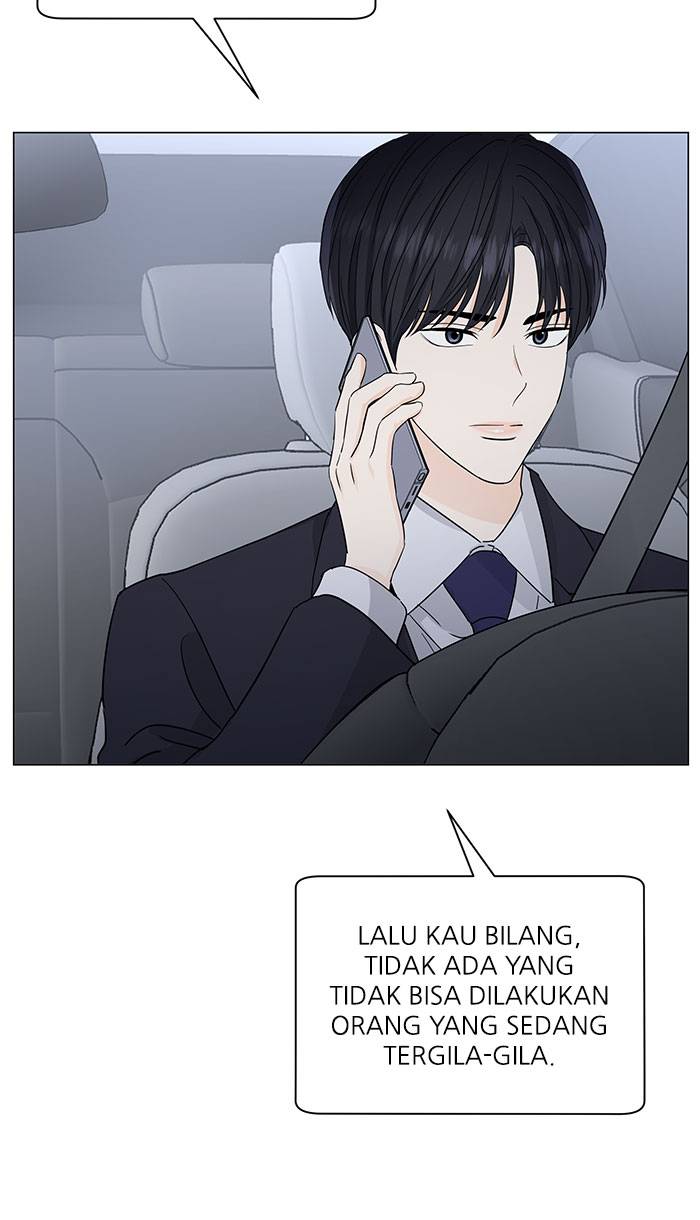 LALU KAU BILANG,
TIDAK ADA YANG
TIDAK BISA DILAKUKAN
ORANG YANG SEDANG
TERGILA-GILA.